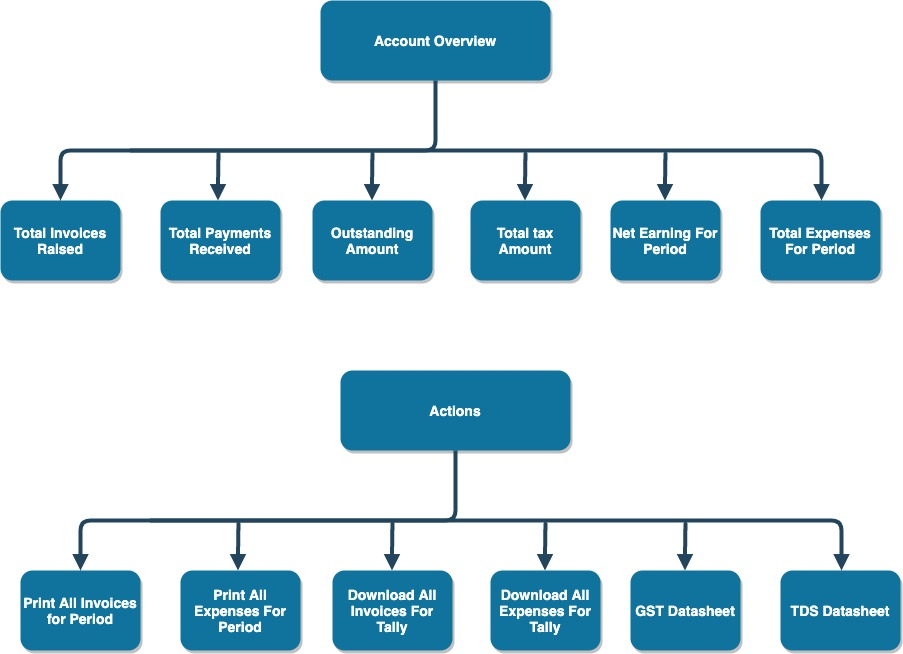 Account Overview
Total Invoices
Raised
Total Payments
Received
Outstanding
Amount
Total tax
Amount
Net Earning For
Period
Total Expenses
For Period
Actions
Print All Invoices
for Period
Print All
Expenses For
Period
Download All
Invoices For
Tally
Download All
Expenses For
Tally
GST Datasheet
TDS Datasheet